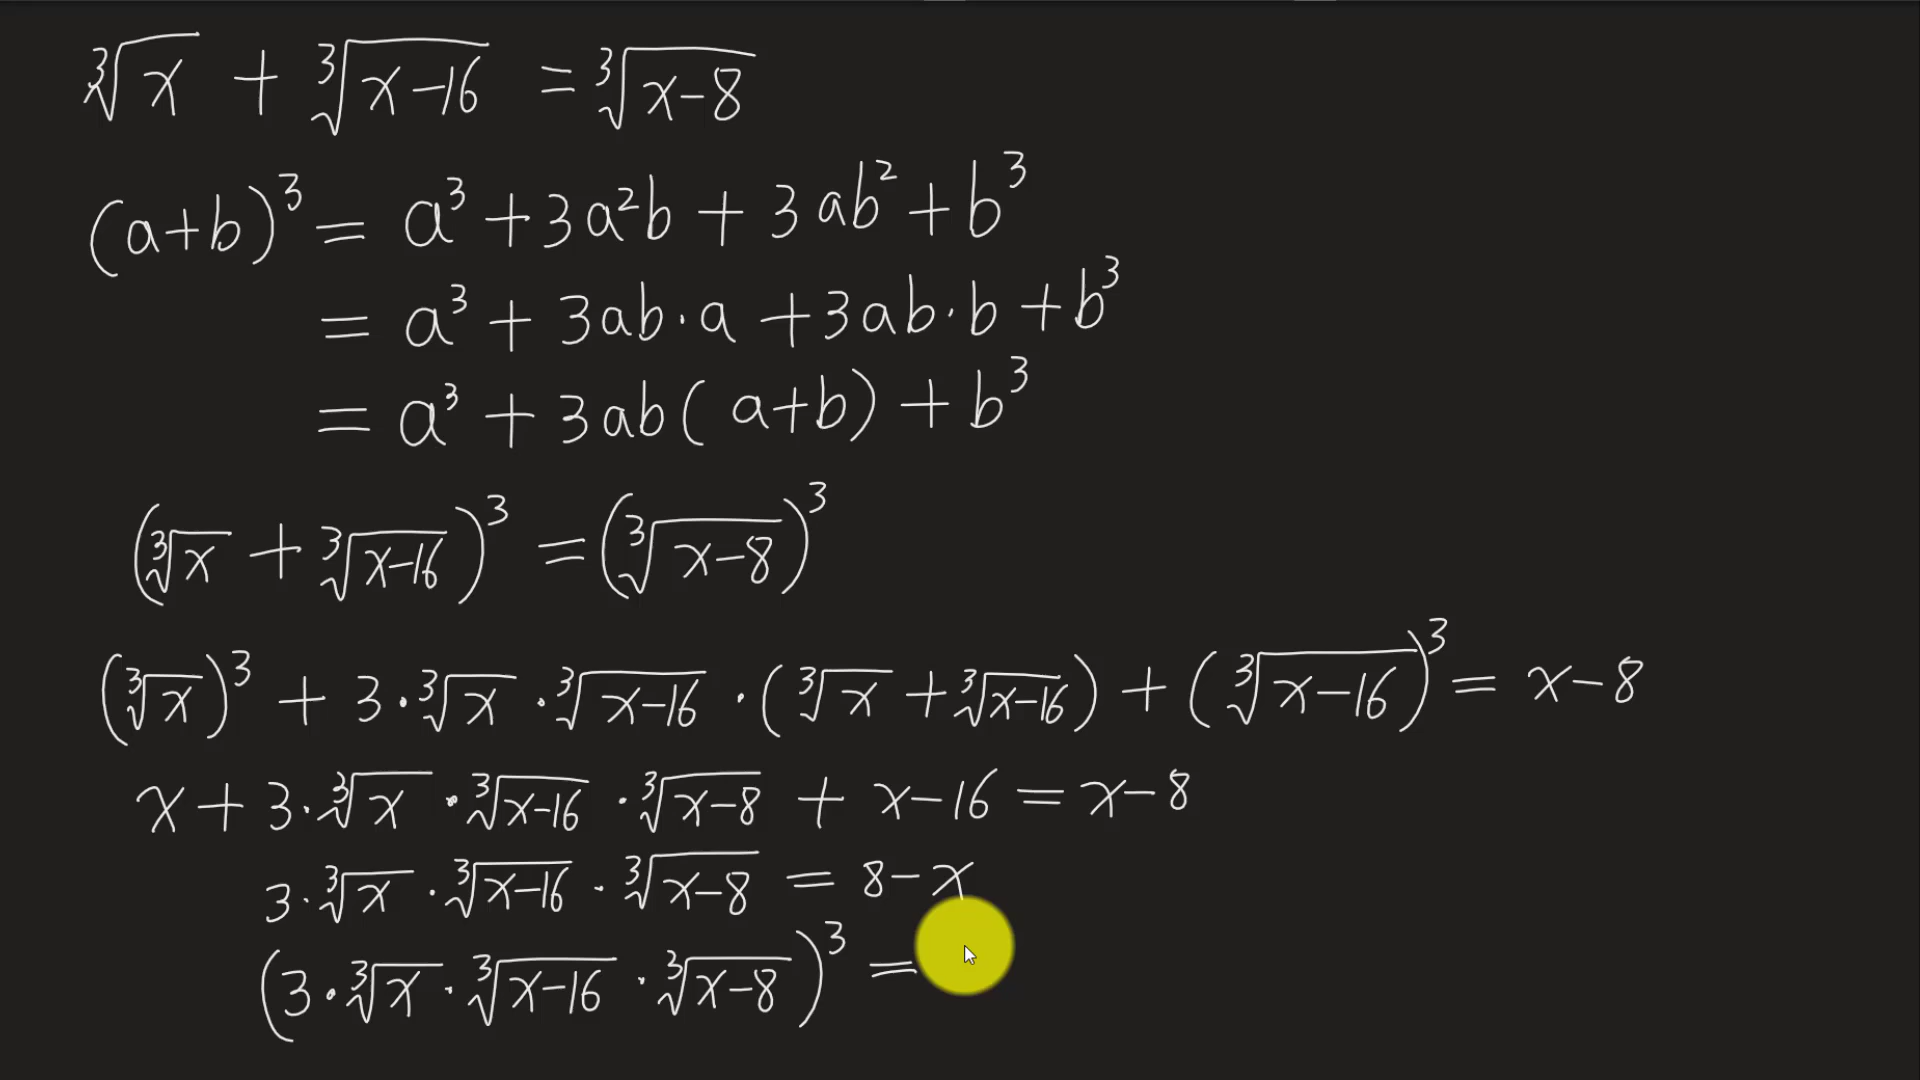 ∛x + ∛(x-16) = ∛(x-8)
(a+b)³ = a³ + 3a²b + 3ab² + b³
= a³ + 3ab·a + 3ab·b + b³
= a³ + 3ab(a+b) + b³
(∛x + ∛(x-16))³ = (∛(x-8))³
(∛x)³ + 3·∛x·∛(x-16)·(∛x + ∛(x-16)) + (∛(x-16))³ = x-8
x + 3·∛x·∛(x-16)·∛(x-8) + x-16 = x-8
3·∛x·∛(x-16)·∛(x-8) = 8-x
(3·∛x·∛(x-16)·∛(x-8))³ =